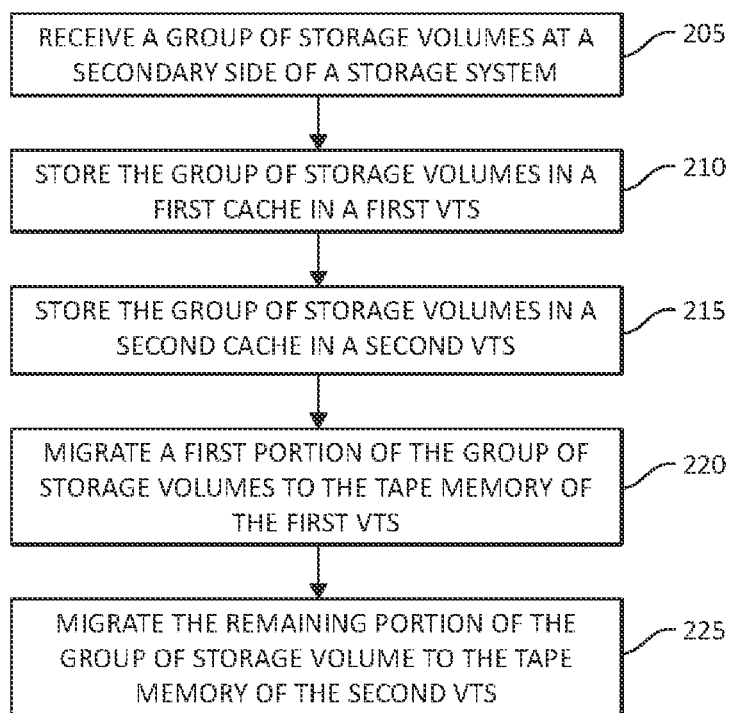 RECEIVE A GROUP OF STORAGE VOLUMES AT A
SECONDARY SIDE OF A STORAGE SYSTEM
205
STORE THE GROUP OF STORAGE VOLUMES IN A
FIRST CACHE IN A FIRST VTS
210
STORE THE GROUP OF STORAGE VOLUMES IN A
SECOND CACHE IN A SECOND VTS
215
MIGRATE A FIRST PORTION OF THE GROUP OF
STORAGE VOLUMES TO THE TAPE MEMORY OF
THE FIRST VTS
220
MIGRATE THE REMAINING PORTION OF THE
GROUP OF STORAGE VOLUME TO THE TAPE
MEMORY OF THE SECOND VTS
225